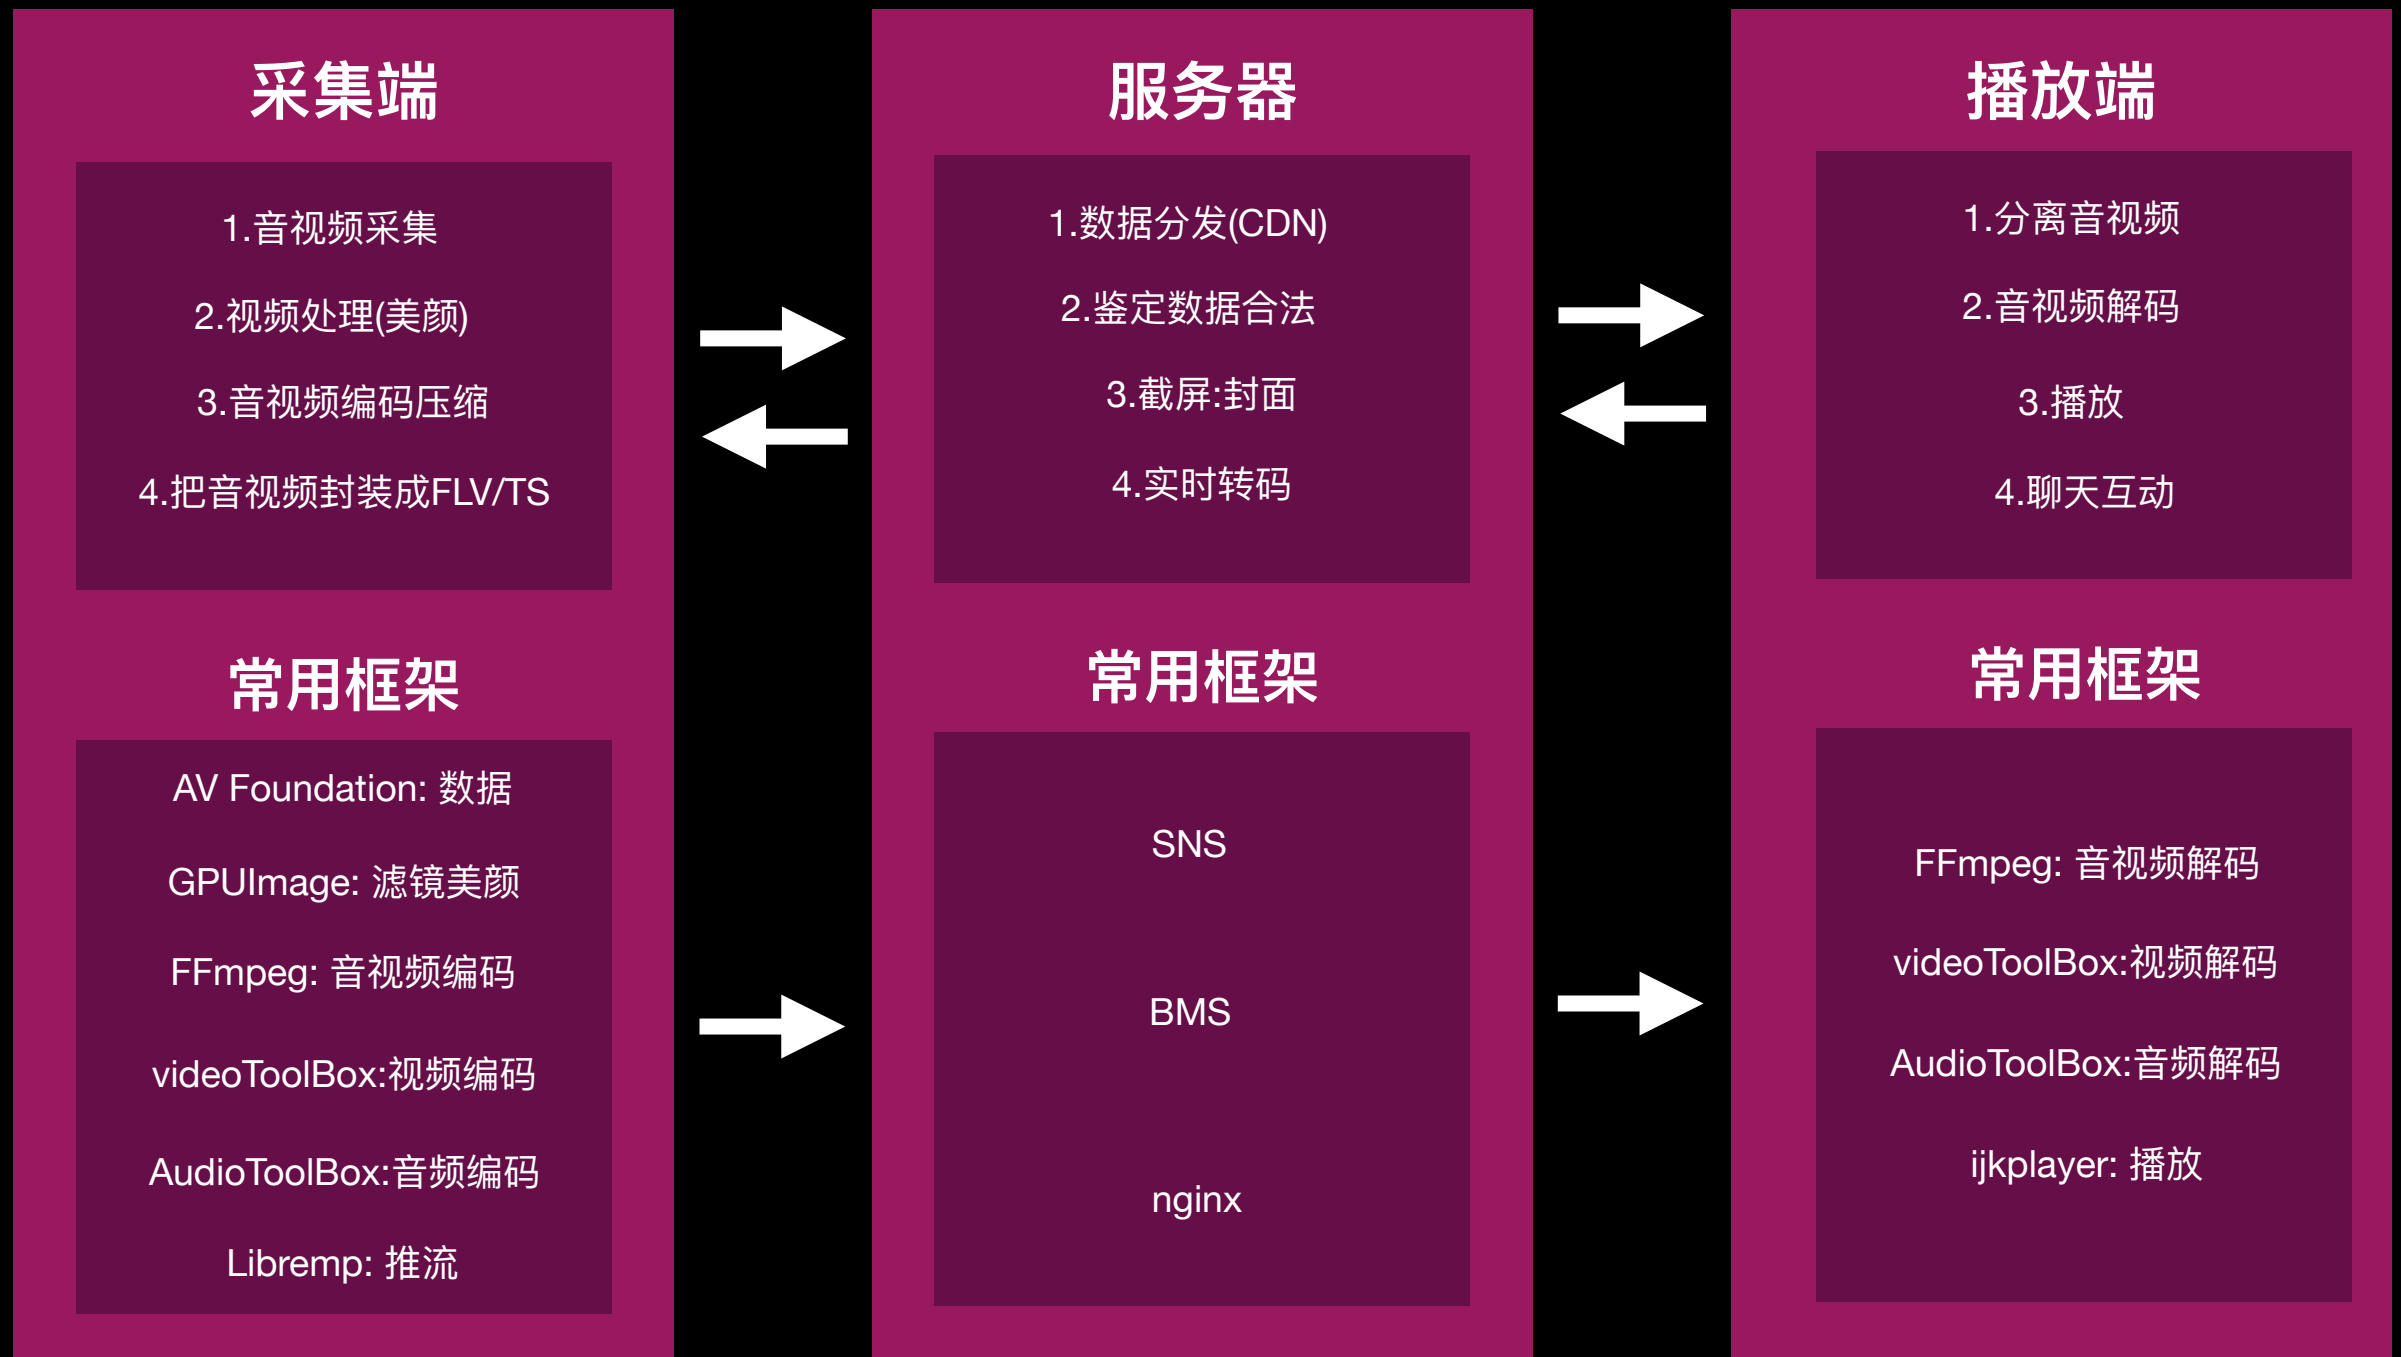 采集端
1.音视频采集
2.视频处理(美颜)
3.音视频编码压缩
4.把音视频封装成FLV/TS
常用框架
AV Foundation: 数据
GPUImage: 滤镜美颜
FFmpeg: 音视频编码
videoToolBox:视频编码
AudioToolBox:音频编码
Libremp: 推流
服务器
1.数据分发(CDN)
2.鉴定数据合法
3.截屏:封面
4.实时转码
常用框架
SNS
BMS
nginx
播放端
1.分离音视频
2.音视频解码
3.播放
4.聊天互动
常用框架
FFmpeg: 音视频解码
videoToolBox:视频解码
AudioToolBox:音频解码
ijkplayer: 播放